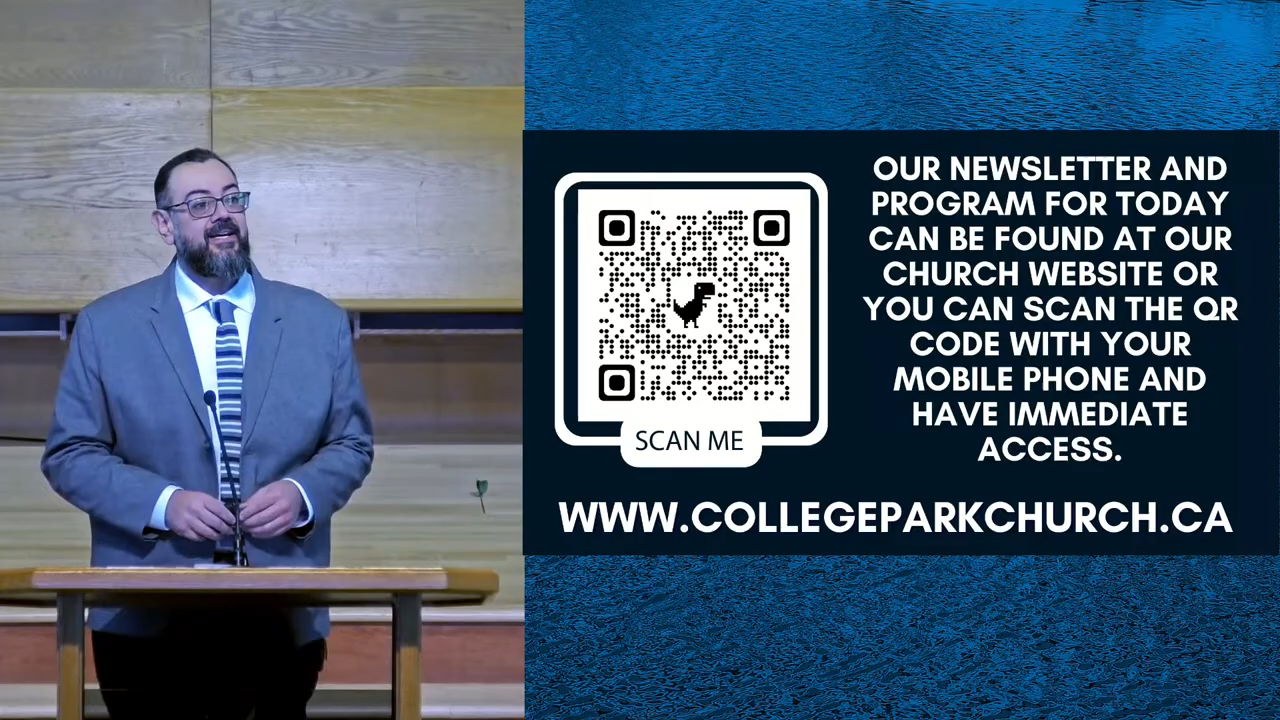 OUR NEWSLETTER AND
PROGRAM FOR TODAY
CAN BE FOUND AT OUR
CHURCH WEBSITE OR
YOU CAN SCAN THE QR
CODE WITH YOUR
MOBILE PHONE AND
HAVE IMMEDIATE
ACCESS.
SCAN ME
WWW.COLLEGEPARKCHURCH.CA